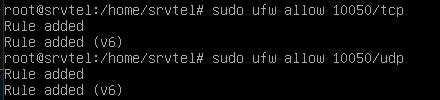 root@srvtel:/home/srvtel# sudo ufw allow 10050/tcp
Rule added
Rule added (v6)
root@srvtel:/home/srvtel# sudo ufw allow 10050/udp
Rule added
Rule added (v6)